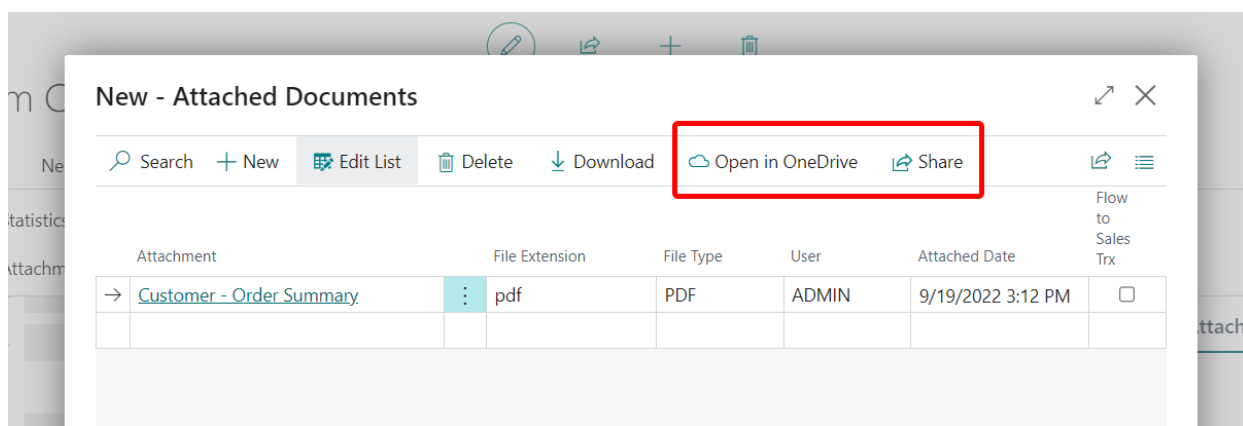 m C
New - Attached Documents
Ne
Search
New
Edit List
Delete
Download
Open in OneDrive
Share
tatistics
ttachm
Attachment
File Extension
File Type
User
Attached Date
Flow
to
Sales
Trx
Customer - Order Summary
pdf
PDF
ADMIN
9/19/2022 3:12 PM
ttach